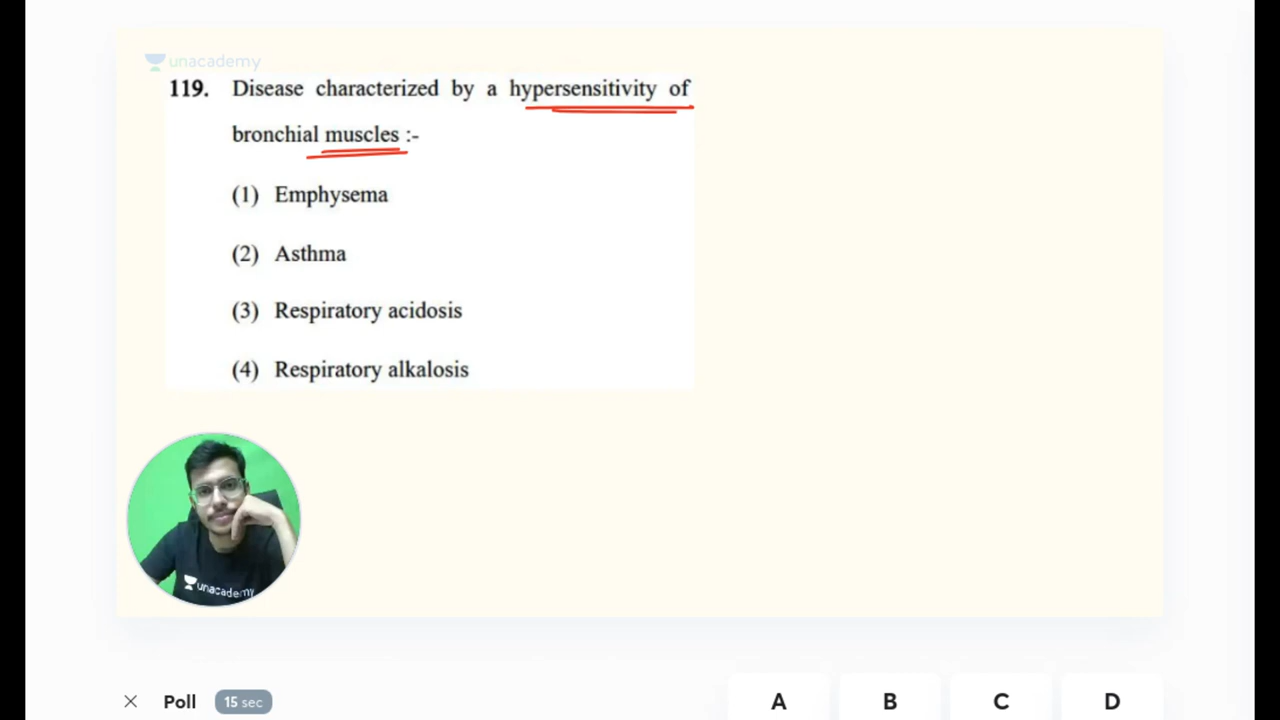 unacademy
119. Disease characterized by a hypersensitivity of
bronchial muscles :-
(1) Emphysema
(2) Asthma
(3) Respiratory acidosis
(4) Respiratory alkalosis
unacademy
× Poll 15 sec A B C D